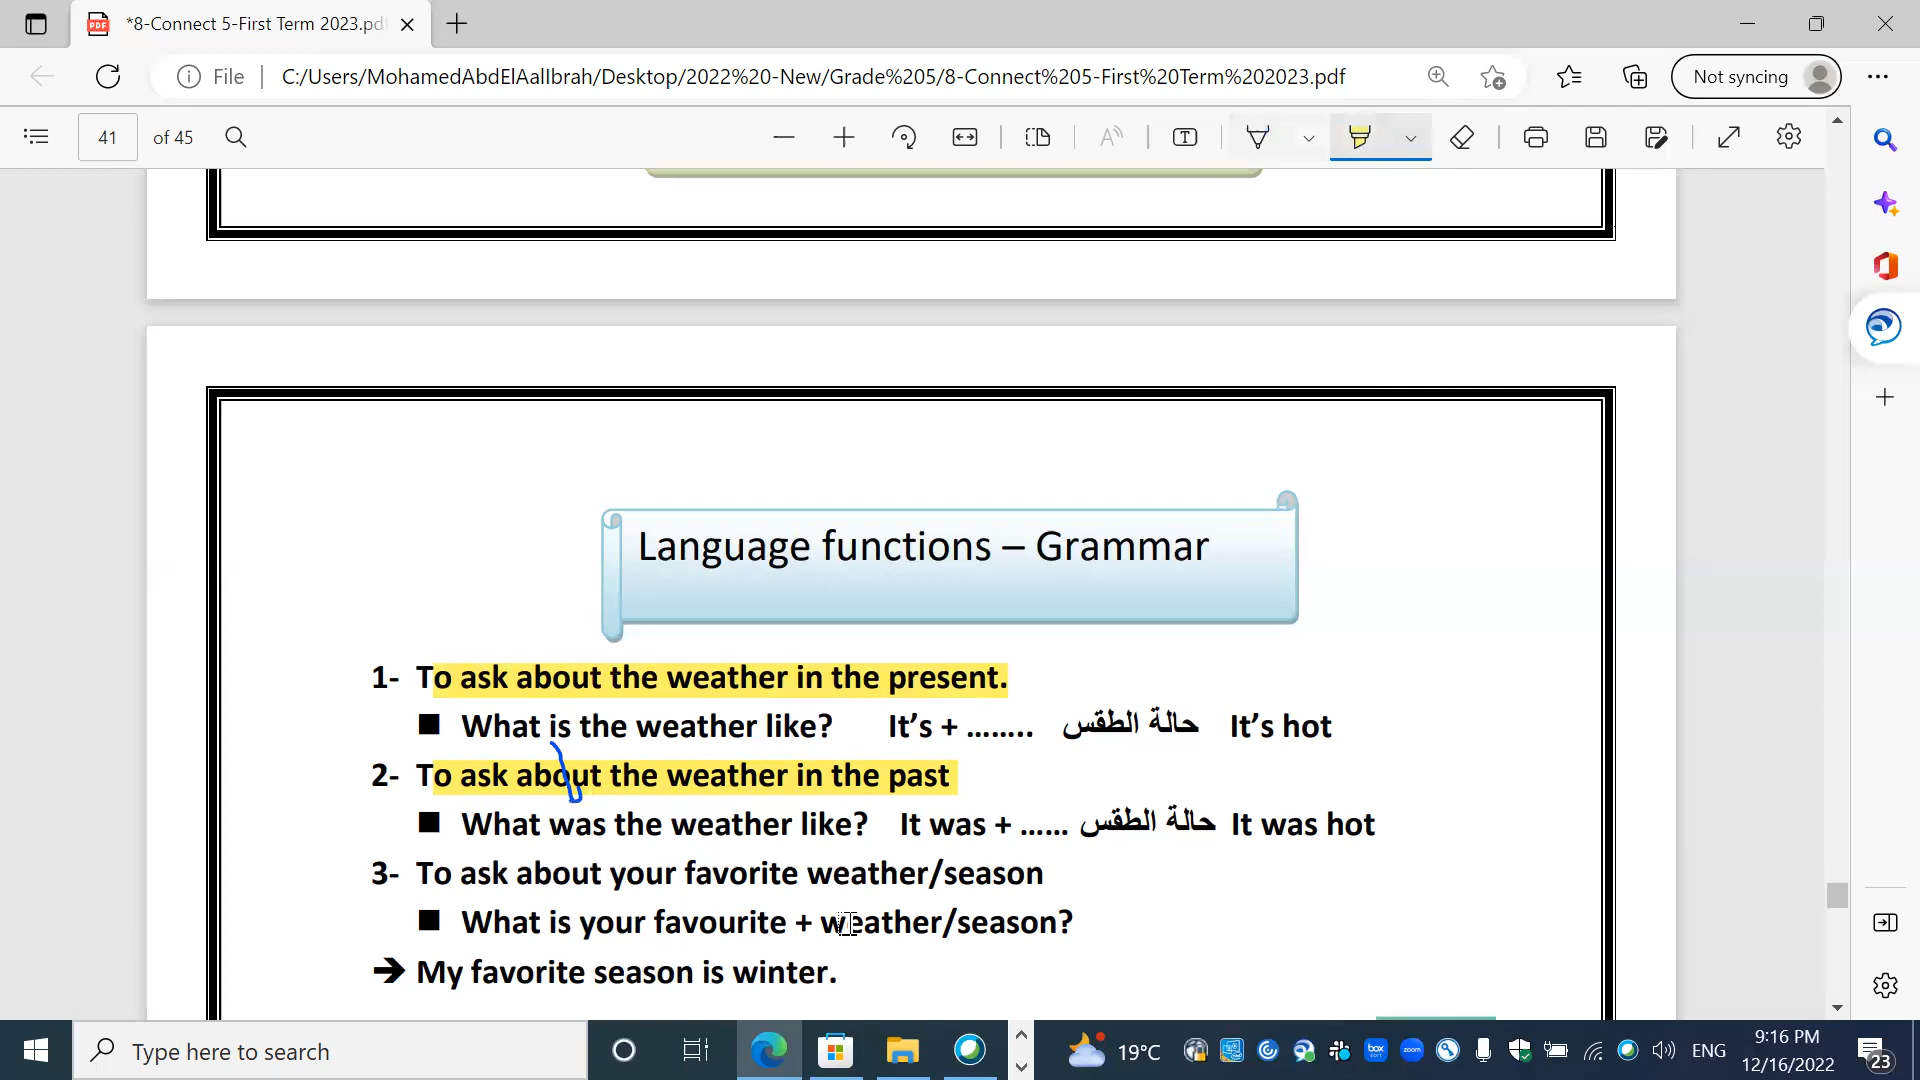 *8-Connect 5-First Term 2023.pdf
File
C:/Users/MohamedAbdElAalIbrah/Desktop/2022%20-New/Grade%205/8-Connect%205-First%20Term%202023.pdf
Not syncing
41 of 45
Language functions – Grammar
1- To ask about the weather in the present.
■ What is the weather like? It’s + …….. حالة الطقس It’s hot
2- To ask about the weather in the past
■ What was the weather like? It was + …… حالة الطقس It was hot
3- To ask about your favorite weather/season
■ What is your favourite + weather/season?
➔ My favorite season is winter.
Type here to search
19°C
ENG
9:16 PM
12/16/2022
23